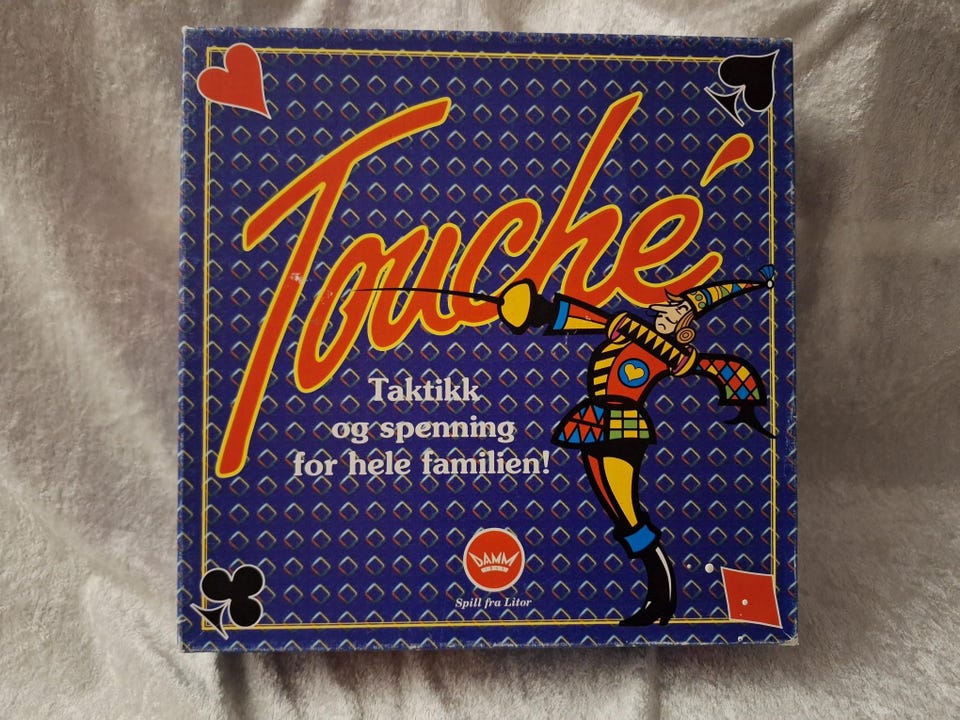 Touché
Taktikk
og spenning
for hele familien!
DAMM
Spill fra Litor